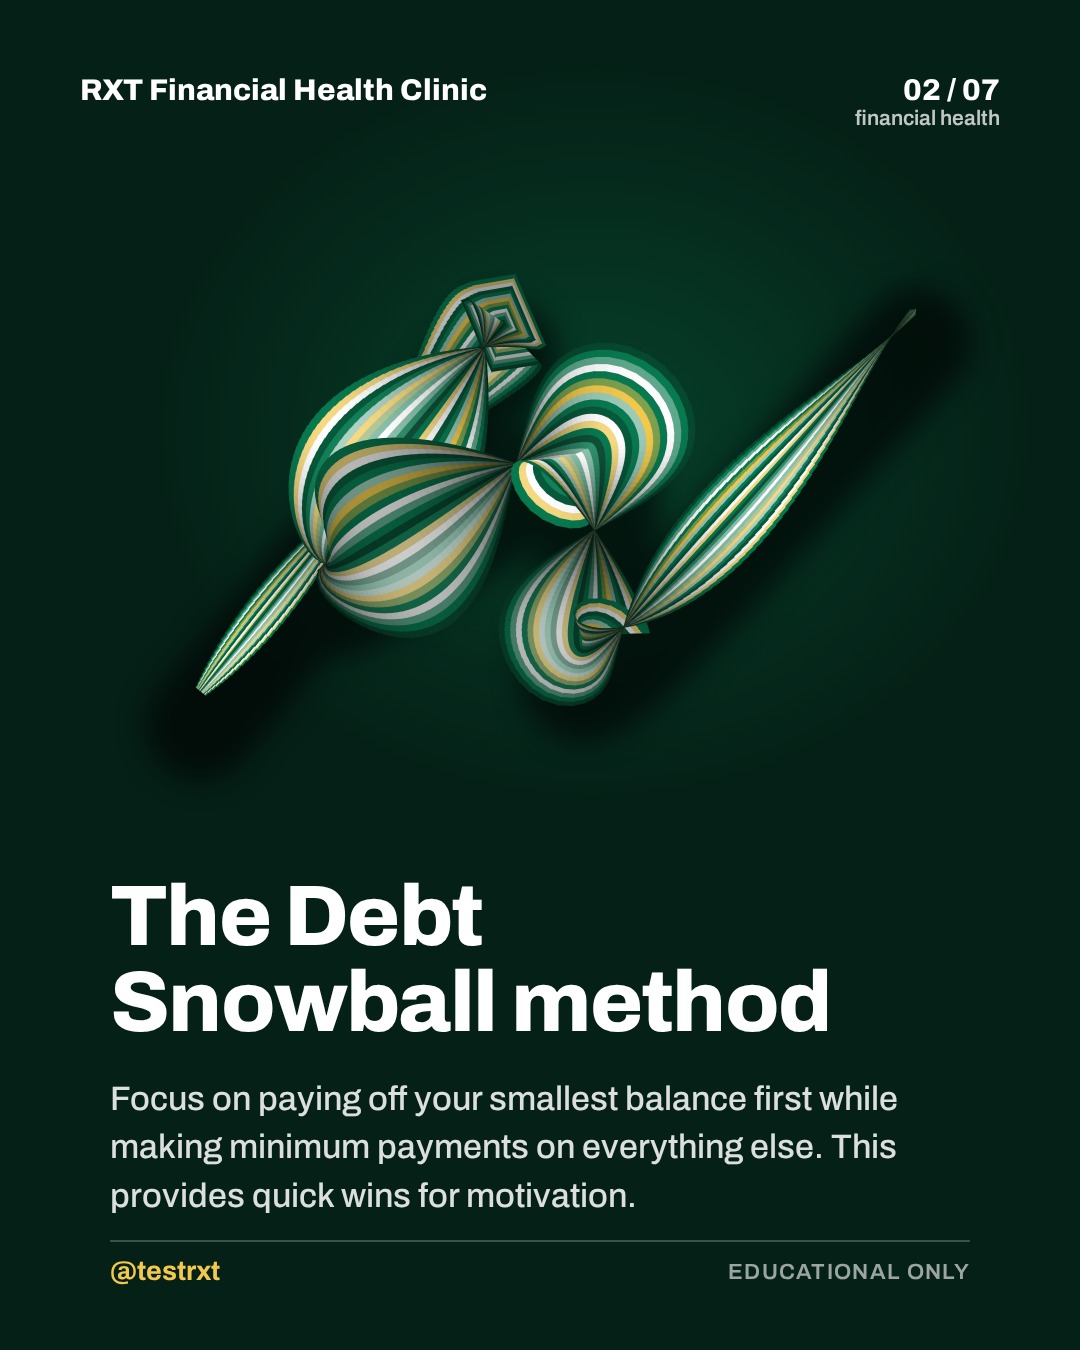 RXT Financial Health Clinic
02 / 07
financial health
The Debt
Snowball method
Focus on paying off your smallest balance first while
making minimum payments on everything else. This
provides quick wins for motivation.
@testrxt
EDUCATIONAL ONLY